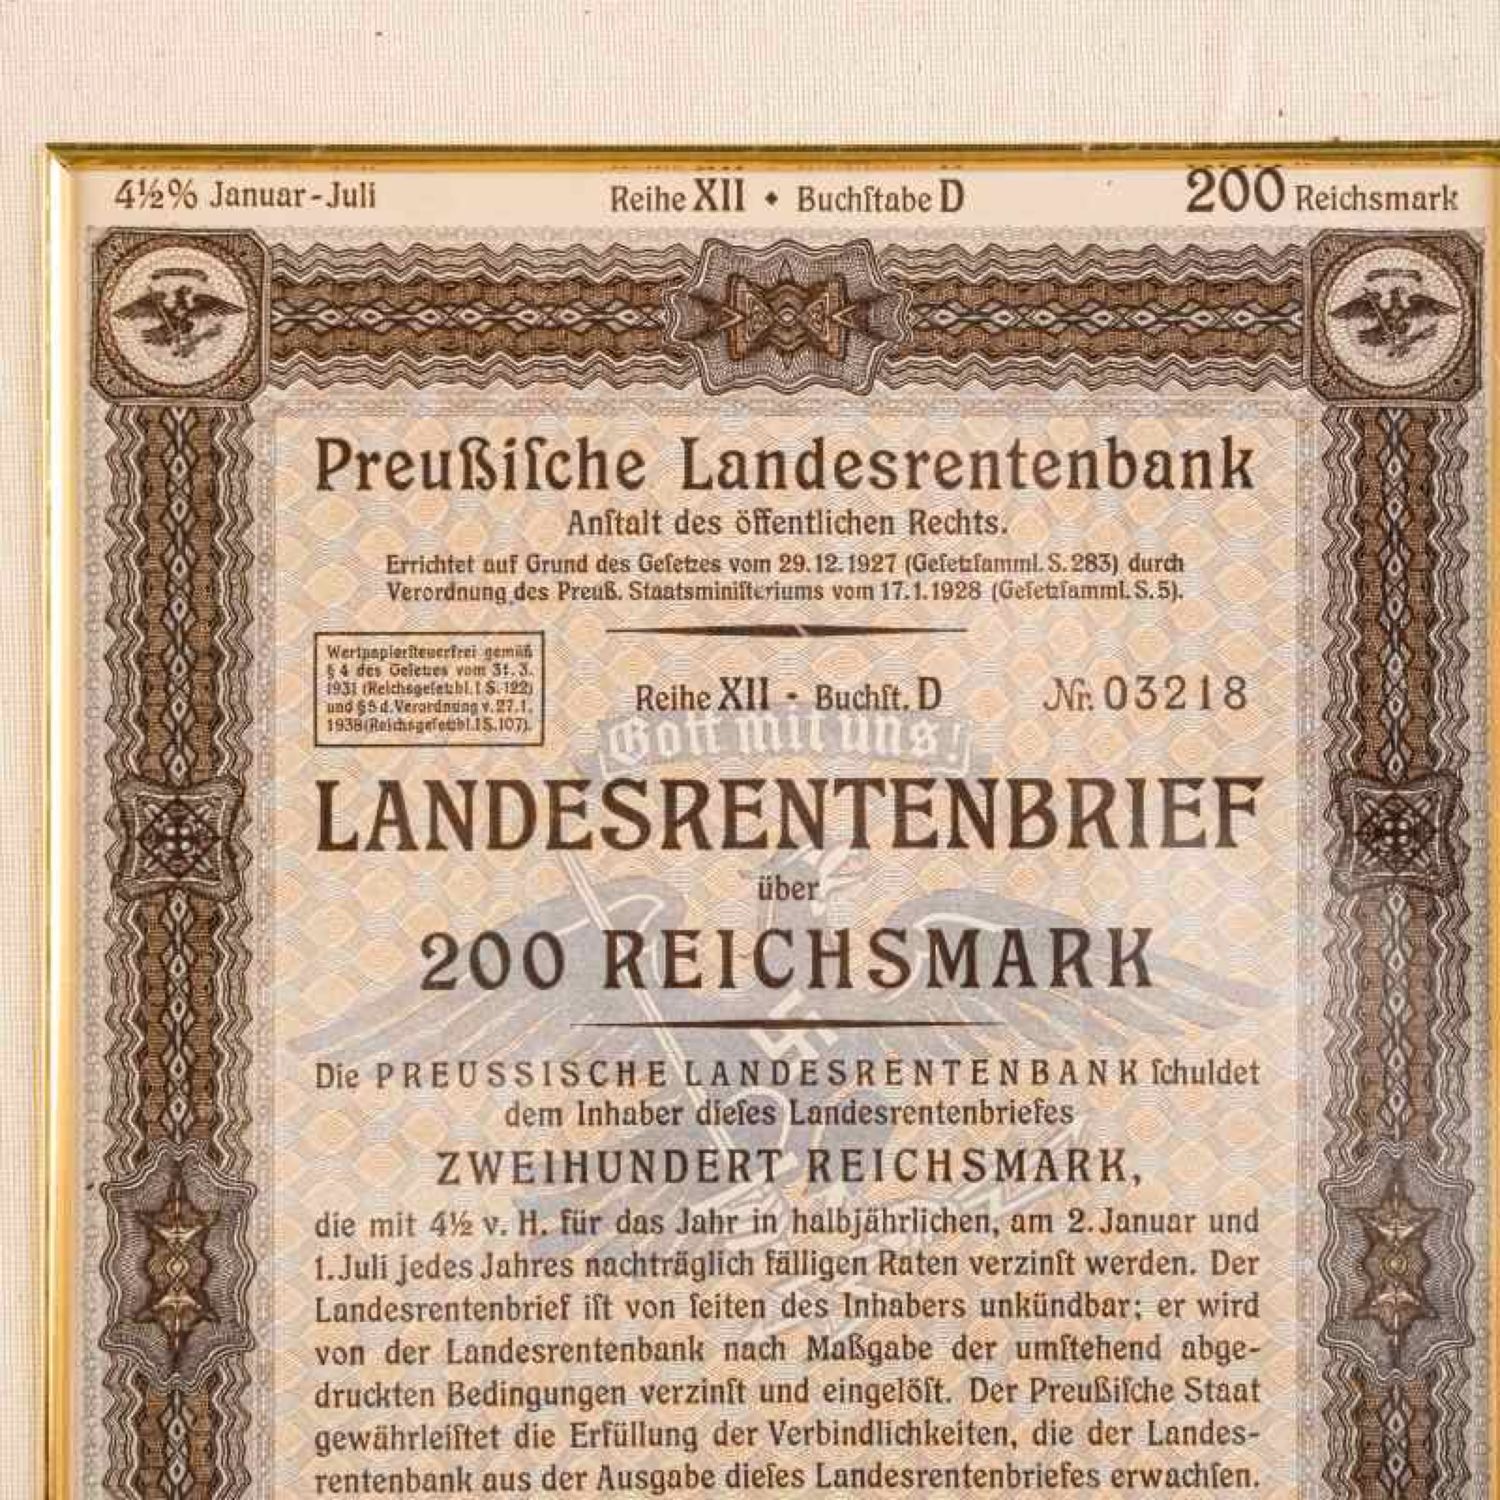 4½% Januar-Juli Reihe XII • Buchſtabe D 200 Reichsmark
Preußiſche Landesrentenbank
Anſtalt des öffentlichen Rechts.
Errichtet auf Grund des Geſetzes vom 29.12.1927 (Geſetzſamml. S. 283) durch
Verordnung des Preuß. Staatsminiſteriums vom 17.1.1928 (Geſetzſamml. S. 5).
Wertpapierſteuerfrei gemäß
§ 4 des Geſetzes vom 31. 3.
1931 (Reichsgeſetzbl. I S. 122)
und § 5 d. Verordnung v. 27.1.
1938 (Reichsgeſetzbl. I S. 107).
Reihe XII - Buchſt. D Nr. 03218
Gott mit uns!
LANDESRENTENBRIEF
über
200 REICHSMARK
Die PREUSSISCHE LANDESRENTENBANK ſchuldet
dem Inhaber dieſes Landesrentenbriefes
ZWEIHUNDERT REICHSMARK,
die mit 4½ v. H. für das Jahr in halbjährlichen, am 2. Januar und
1. Juli jedes Jahres nachträglich fälligen Raten verzinſt werden. Der
Landesrentenbrief iſt von ſeiten des Inhabers unkündbar; er wird
von der Landesrentenbank nach Maßgabe der umſtehend abge-
druckten Bedingungen verzinſt und eingelöſt. Der Preußiſche Staat
gewährleiſtet die Erfüllung der Verbindlichkeiten, die der Landes-
rentenbank aus der Ausgabe dieſes Landesrentenbriefes erwachſen.